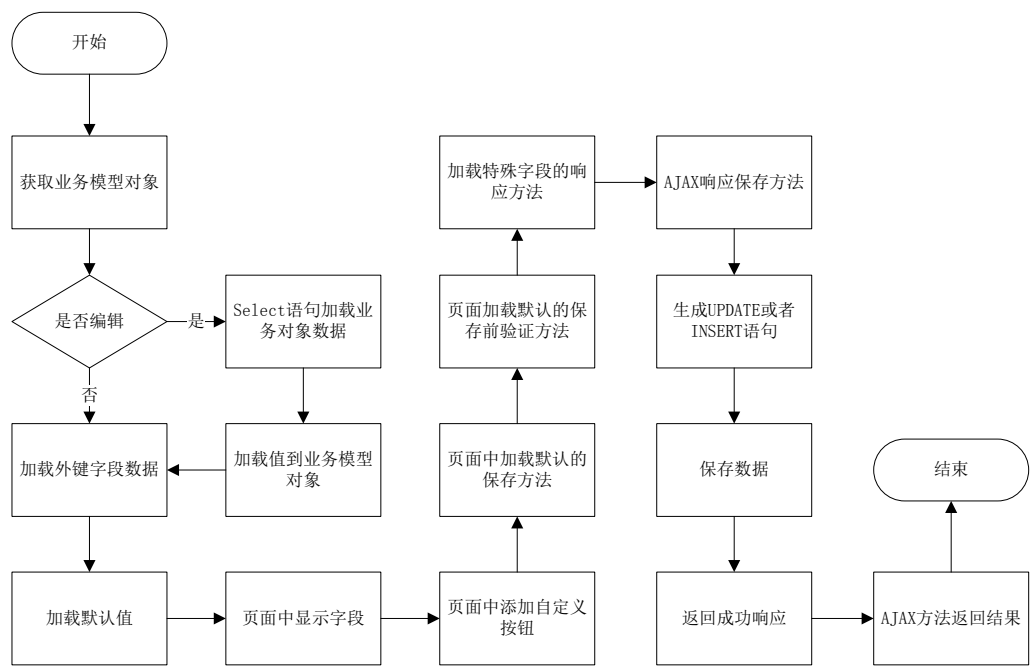 开始
获取业务模型对象
是否编辑
是
Select语句加载业
务对象数据
否
加载值到业务模型
对象
加载外键字段数据
加载默认值
页面中显示字段
页面中添加自定义
按钮
页面中加载默认的
保存方法
页面加载默认的保
存前验证方法
加载特殊字段的响
应方法
AJAX响应保存方法
生成UPDATE或者
INSERT语句
保存数据
返回成功响应
AJAX方法返回结果
结束